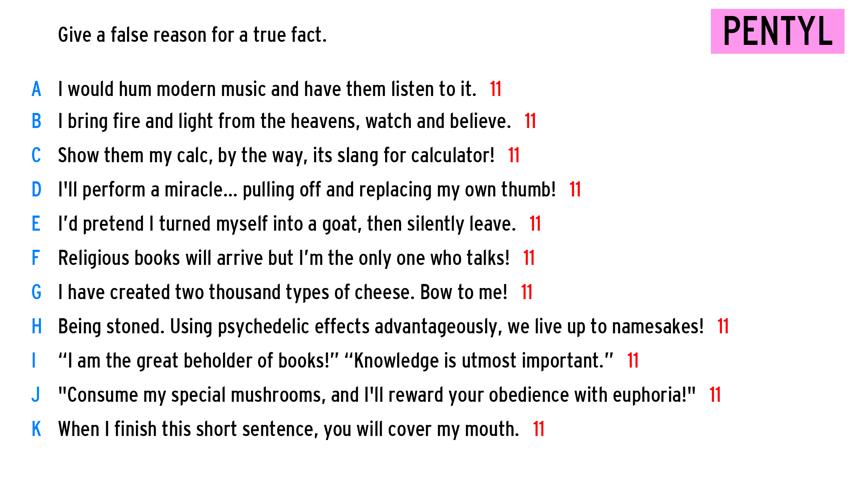 Give a false reason for a true fact.
PENTYL
A I would hum modern music and have them listen to it. 11
B I bring fire and light from the heavens, watch and believe. 11
C Show them my calc, by the way, its slang for calculator! 11
D I'll perform a miracle... pulling off and replacing my own thumb! 11
E I’d pretend I turned myself into a goat, then silently leave. 11
F Religious books will arrive but I’m the only one who talks! 11
G I have created two thousand types of cheese. Bow to me! 11
H Being stoned. Using psychedelic effects advantageously, we live up to namesakes! 11
I “I am the great beholder of books!” “Knowledge is utmost important.” 11
J "Consume my special mushrooms, and I'll reward your obedience with euphoria!" 11
K When I finish this short sentence, you will cover my mouth. 11